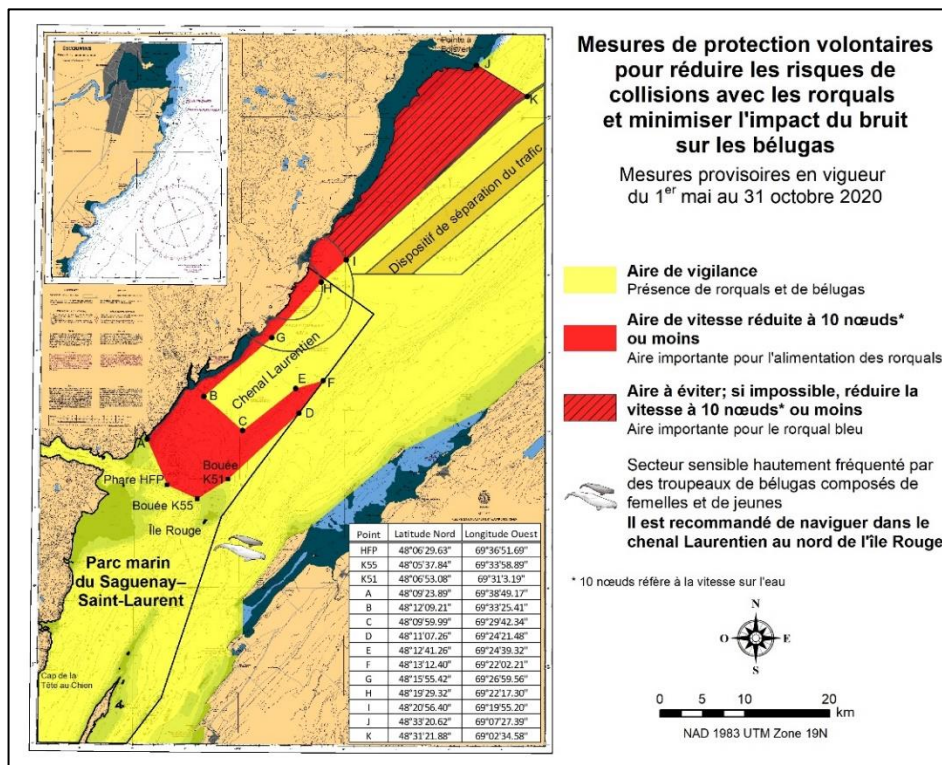 Mesures de protection volontaires
pour réduire les risques de
collisions avec les rorquals
et minimiser l'impact du bruit
sur les bélugas
Mesures provisoires en vigueur
du 1er mai au 31 octobre 2020
Aire de vigilance
Présence de rorquals et de bélugas
Aire de vitesse réduite à 10 nœuds*
ou moins
Aire importante pour l'alimentation des rorquals
Aire à éviter; si impossible, réduire la
vitesse à 10 nœuds* ou moins
Aire importante pour le rorqual bleu
Secteur sensible hautement fréquenté par
des troupeaux de bélugas composés de
femelles et de jeunes
Il est recommandé de naviguer dans le
chenal Laurentien au nord de l'île Rouge
* 10 nœuds réfère à la vitesse sur l'eau
N
O
E
S
0 5 10 20
km
NAD 1983 UTM Zone 19N
Pointe à
Boisvert
J
K
Dispositif de séparation du trafic
I
H
G
Chenal Laurentien
B
E
F
D
C
A
Bouée
K51
Phare HFP
Bouée K55
Île Rouge
Parc marin
du Saguenay–
Saint-Laurent
Cap de la
Tête au Chien
Point Latitude Nord Longitude Ouest
HFP 48°06'29.63" 69°36'51.69"
K55 48°05'37.84" 69°33'58.89"
K51 48°06'53.08" 69°31'3.19"
A 48°09'23.89" 69°38'49.17"
B 48°12'09.21" 69°33'25.41"
C 48°09'59.99" 69°29'42.34"
D 48°11'07.26" 69°24'21.48"
E 48°12'41.26" 69°24'39.32"
F 48°13'12.40" 69°22'02.21"
G 48°15'55.42" 69°26'59.56"
H 48°19'29.32" 69°22'17.30"
I 48°20'56.40" 69°19'55.20"
J 48°33'20.62" 69°07'27.39"
K 48°31'21.88" 69°02'34.58"